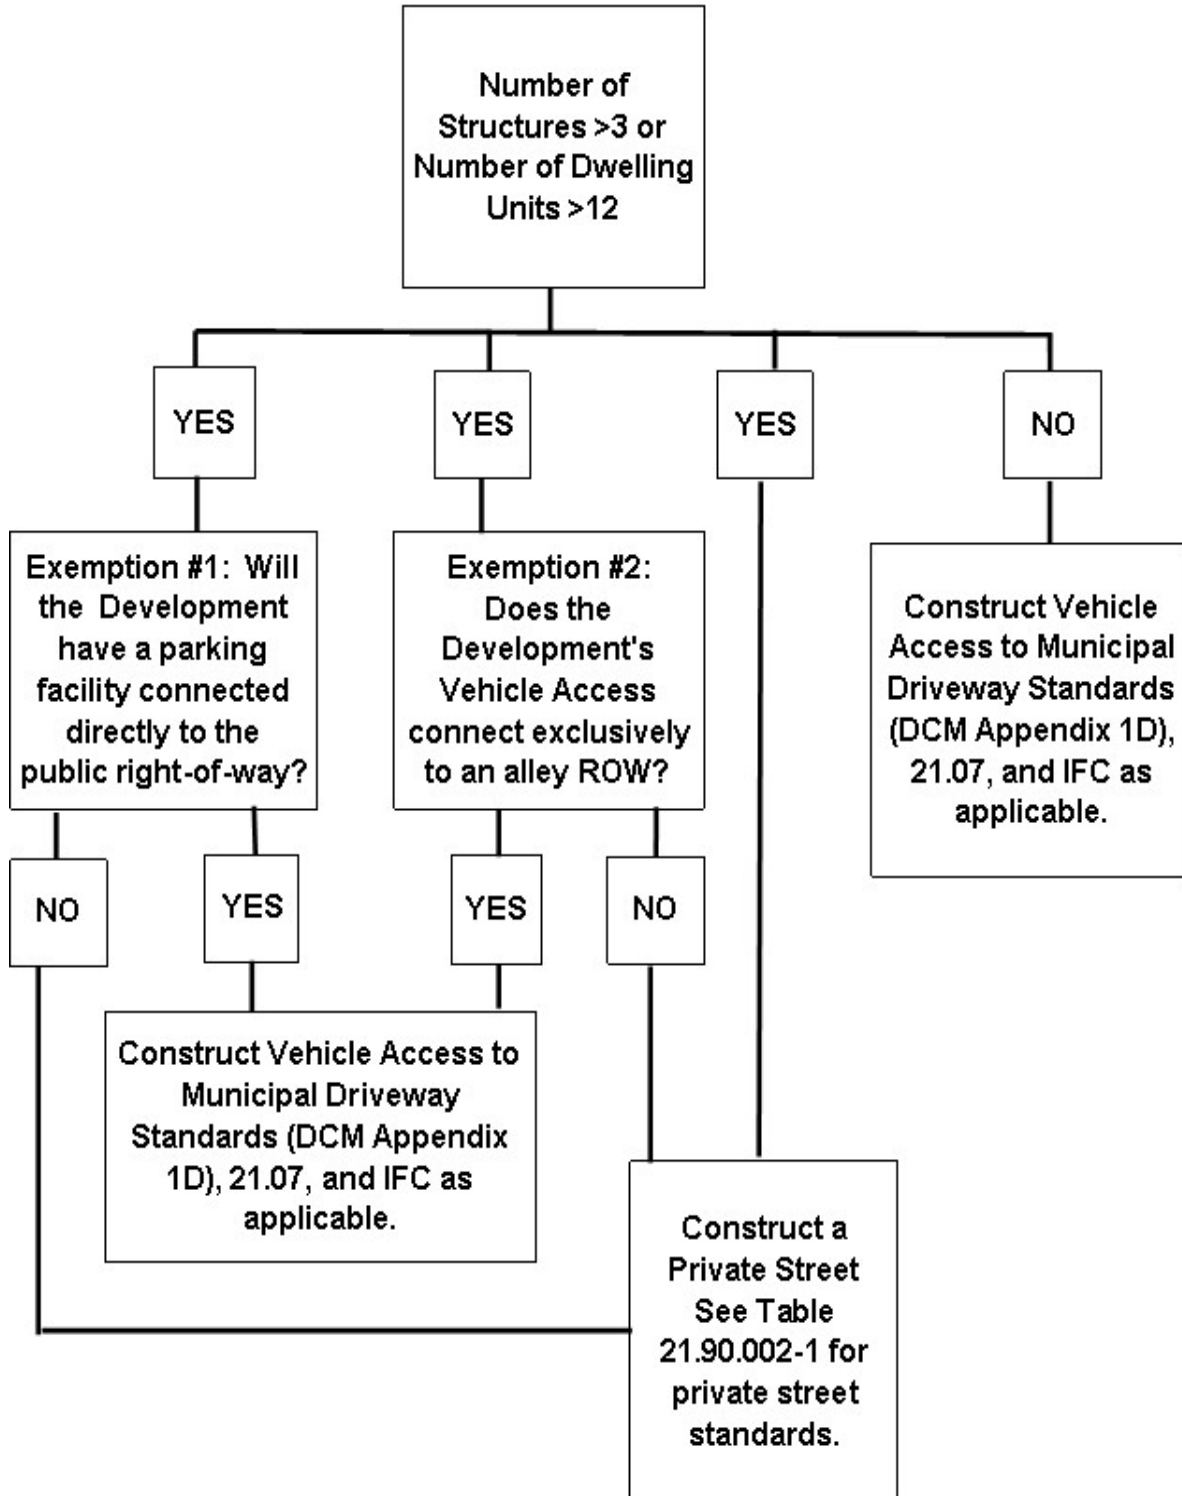 Number of
Structures >3 or
Number of Dwelling
Units >12
YES
YES
YES
NO
Exemption #1: Will
the Development
have a parking
facility connected
directly to the
public right-of-way?
Exemption #2:
Does the
Development's
Vehicle Access
connect exclusively
to an alley ROW?
Construct Vehicle
Access to Municipal
Driveway Standards
(DCM Appendix 1D),
21.07, and IFC as
applicable.
NO
YES
YES
NO
Construct Vehicle Access to
Municipal Driveway
Standards (DCM Appendix
1D), 21.07, and IFC as
applicable.
Construct a
Private Street
See Table
21.90.002-1 for
private street
standards.